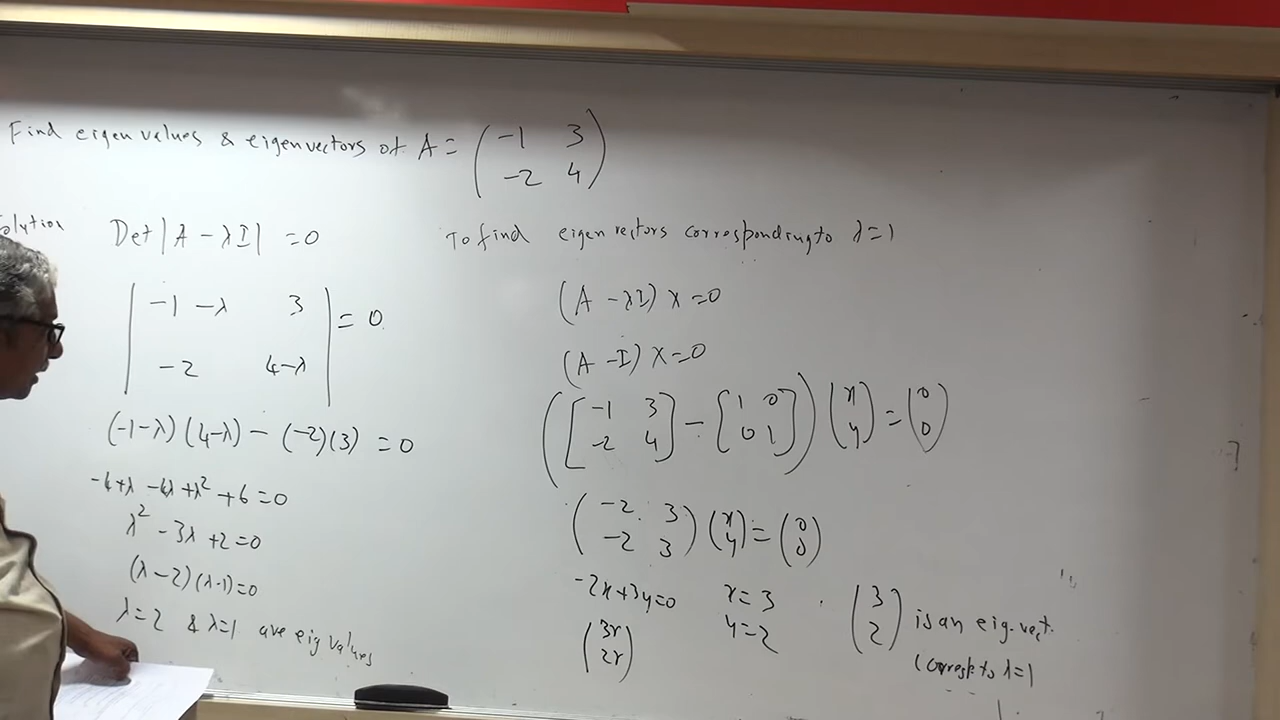 Find eigen values & eigenvectors of A = ( -1 3
-2 4 )
olution Det |A - λI| = 0
| -1 -λ 3
-2 4-λ | = 0
(-1-λ)(4-λ) - (-2)(3) = 0
-4+λ -4λ +λ² +6 = 0
λ² - 3λ + 2 = 0
(λ-2)(λ-1) = 0
λ=2 & λ=1 are eig values
To find eigen vectors corresponding to λ=1
(A - λI) X = 0
(A - I) X = 0
( [ -1 3
-2 4 ] - [ 1 0
0 1 ] ) ( x
y ) = ( 0
0 )
( -2 3
-2 3 ) ( x
y ) = ( 0
0 )
-2x+3y=0 x=3
y=2
( 3r
2r )
( 3
2 ) is an eig. vect.
corresp to λ=1